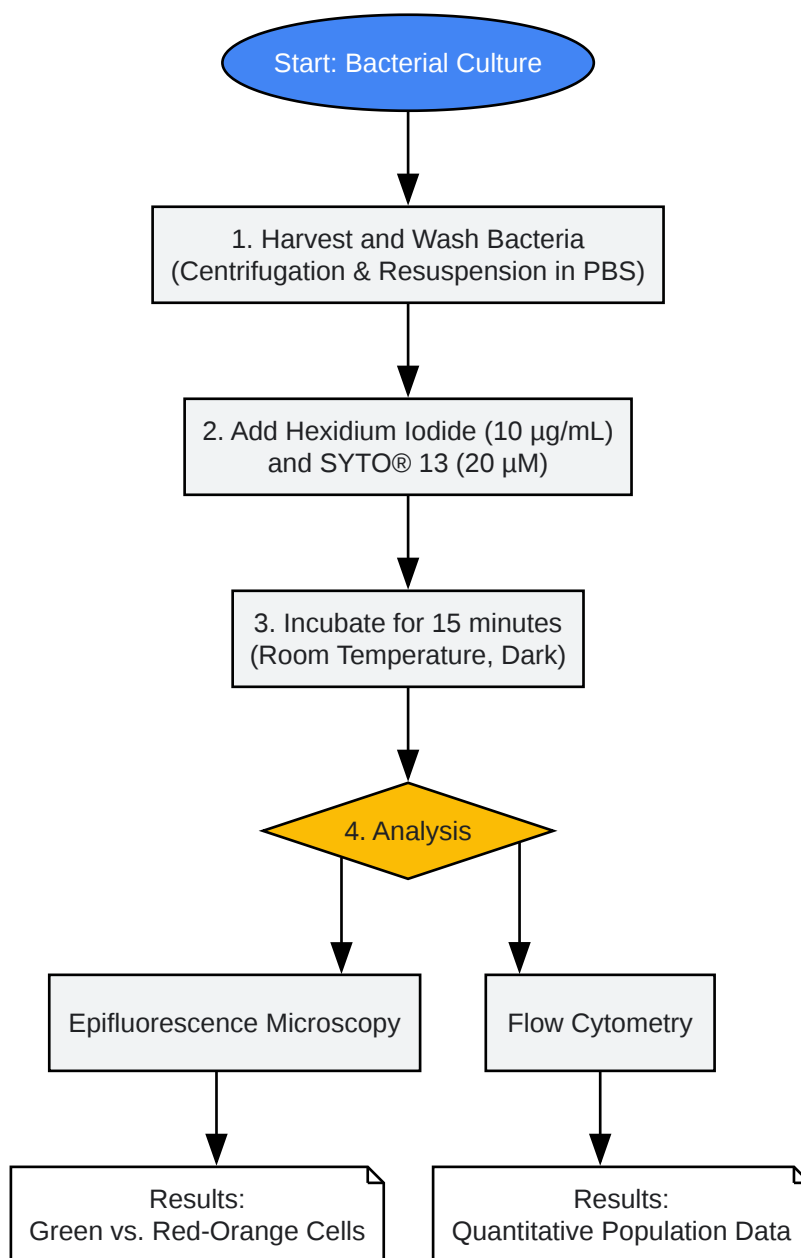 Start: Bacterial Culture
1. Harvest and Wash Bacteria
(Centrifugation & Resuspension in PBS)
2. Add Hexidium Iodide (10 µg/mL)
and SYTO® 13 (20 µM)
3. Incubate for 15 minutes
(Room Temperature, Dark)
4. Analysis
Epifluorescence Microscopy
Flow Cytometry
Results:
Green vs. Red-Orange Cells
Results:
Quantitative Population Data